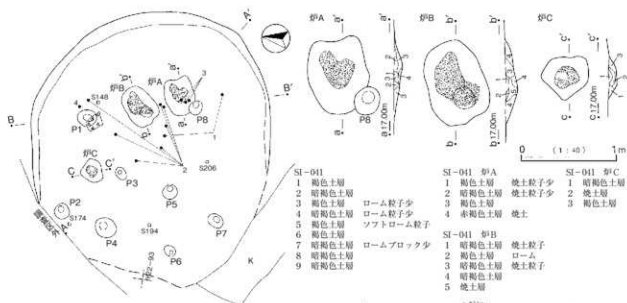 炉A
炉B
炉C
a
a'
b
b'
c
c'
17.00m
P8
0
(1:40)
1m
A'
B
B'
S148
P1
炉B
炉A
P8
炉C
P3
S206
P2
S174
P4
P5
S194
P6
P7
K
SI-041
1 褐色土層
2 暗褐色土層
3 褐色土層 ローム粒子少
4 暗褐色土層 ローム粒子少
5 褐色土層 ソフトローム粒子
6 褐色土層
7 暗褐色土層 ロームブロック少
8 暗褐色土層
9 暗褐色土層
SI-041 炉A
1 褐色土層 焼土粒子少
2 暗褐色土層 焼土粒子少
3 褐色土層
4 赤褐色土層 焼土
SI-041 炉B
1 暗褐色土層 焼土粒子
2 褐色土層 ローム
3 暗褐色土層 焼土粒子
4 暗褐色土層
5 焼土層
SI-041 炉C
1 暗褐色土層
2 焼土層
3 褐色土層